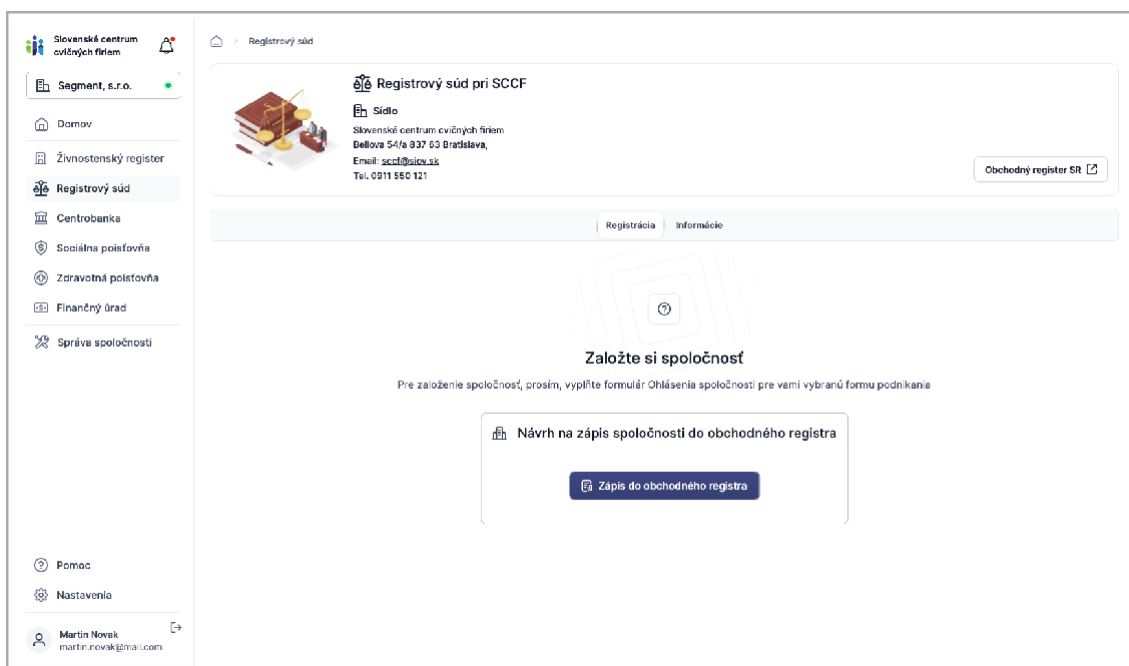 Slovenské centrum
cvičných firiem
Segment, s.r.o.
Domov
Živnostenský register
Registrový súd
Centrobanka
Sociálna poisťovňa
Zdravotná poisťovňa
Finančný úrad
Správa spoločnosti
Pomoc
Nastavenia
Martin Novak
martin.novak@mail.com
Registrový súd
Registrový súd pri SCCF
Sídlo
Slovenské centrum cvičných firiem
Bellova 54/a 837 63 Bratislava,
Email: sccf@siov.sk
Tel. 0911 550 121
Obchodný register SR
Registrácia Informácie
Založte si spoločnosť
Pre založenie spoločnosť, prosím, vyplňte formulár Ohlásenia spoločnosti pre vami vybranú formu podnikania
Návrh na zápis spoločnosti do obchodného registra
Zápis do obchodného registra